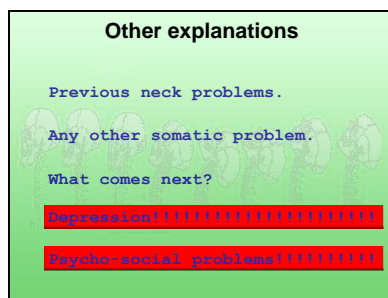 Other explanations
Previous neck problems.
Any other somatic problem.
What comes next?
Depression!!!!!!!!!!!!!!!!!!!!!!
Psycho-social problems!!!!!!!!!!